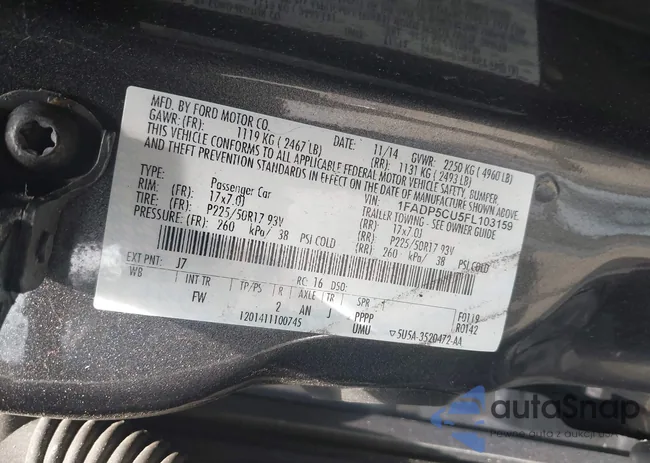 MFD. BY FORD MOTOR CO.
DATE: 11/14 GVWR: 2250 KG ( 4960 LB)
GAWR: (FR): 1119 KG ( 2467 LB) (RR): 1131 KG ( 2493 LB)
THIS VEHICLE CONFORMS TO ALL APPLICABLE FEDERAL MOTOR VEHICLE SAFETY, BUMPER,
AND THEFT PREVENTION STANDARDS IN EFFECT ON THE DATE OF MANUFACTURE SHOWN ABOVE.
VIN: 1FADP5CU5FL103159
TYPE: Passenger Car TRAILER TOWING - SEE OWNER GUIDE
RIM: (FR): 17x7.0J (RR): 17x7.0J
TIRE: (FR): P225/50R17 93V (RR): P225/50R17 93V
PRESSURE: (FR): 260 kPa/ 38 PSI COLD (RR): 260 kPa/ 38 PSI COLD
EXT PNT: J7 RC: 16 DSO: F0119
WB INT TR TP/PS R AXLE TR SPR R0142
FW 2 AN J PPPP
1201411100745 UMU ▽5U5A-3520472-AA
autoSnap
Pewne auto z aukcji USA